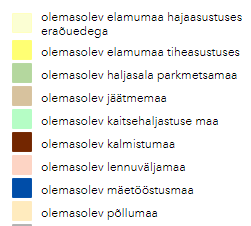 olemasolev elamumaa hajaasustuses
eraõuedega
olemasolev elamumaa tiheasustuses
olemasolev haljasala parkmetsamaa
olemasolev jäätmemaa
olemasolev kaitsehaljastuse maa
olemasolev kalmistumaa
olemasolev lennuväljamaa
olemasolev mäetööstusmaa
olemasolev põllumaa